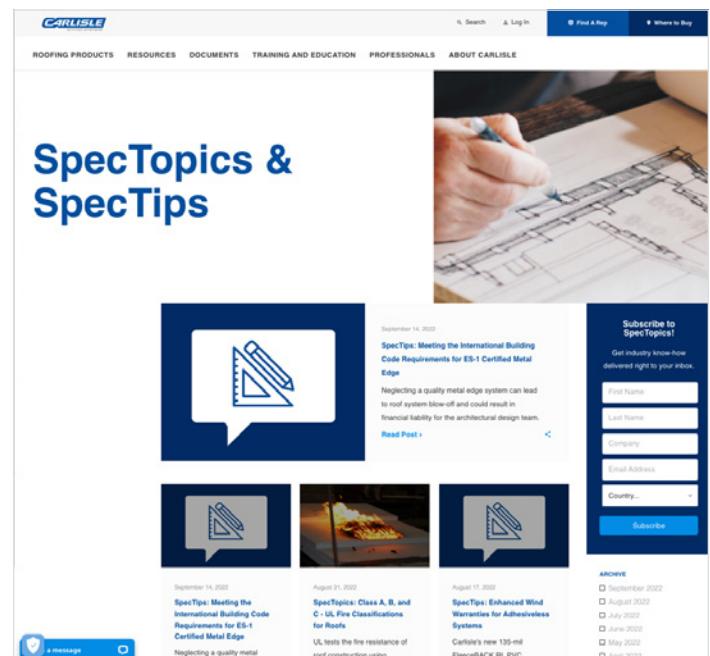 CARLISLE
Search
Log In
Find A Rep
Where to Buy
ROOFING PRODUCTS
RESOURCES
DOCUMENTS
TRAINING AND EDUCATION
PROFESSIONALS
ABOUT CARLISLE
SpecTopics &
SpecTips
September 14, 2022
SpecTips: Meeting the International Building
Code Requirements for ES-1 Certified Metal
Edge
Neglecting a quality metal edge system can lead
to roof system blow-off and could result in
financial liability for the architectural design team.
Read Post ›
Subscribe to
SpecTopics!
Get industry know-how
delivered right to your inbox.
First Name
Last Name
Company
Email Address
Country...
Subscribe
September 14, 2022
SpecTips: Meeting the
International Building Code
Requirements for ES-1
Certified Metal Edge
Neglecting a quality metal
August 31, 2022
SpecTopics: Class A, B, and
C - UL Fire Classifications
for Roofs
UL tests the fire resistance of
roof construction using
August 17, 2022
SpecTips: Enhanced Wind
Warranties for Adhesiveless
Systems
Carlisle's new 135-mil
FleeceBACK RL PVC
ARCHIVE
September 2022
August 2022
July 2022
June 2022
May 2022
April 2022
a message